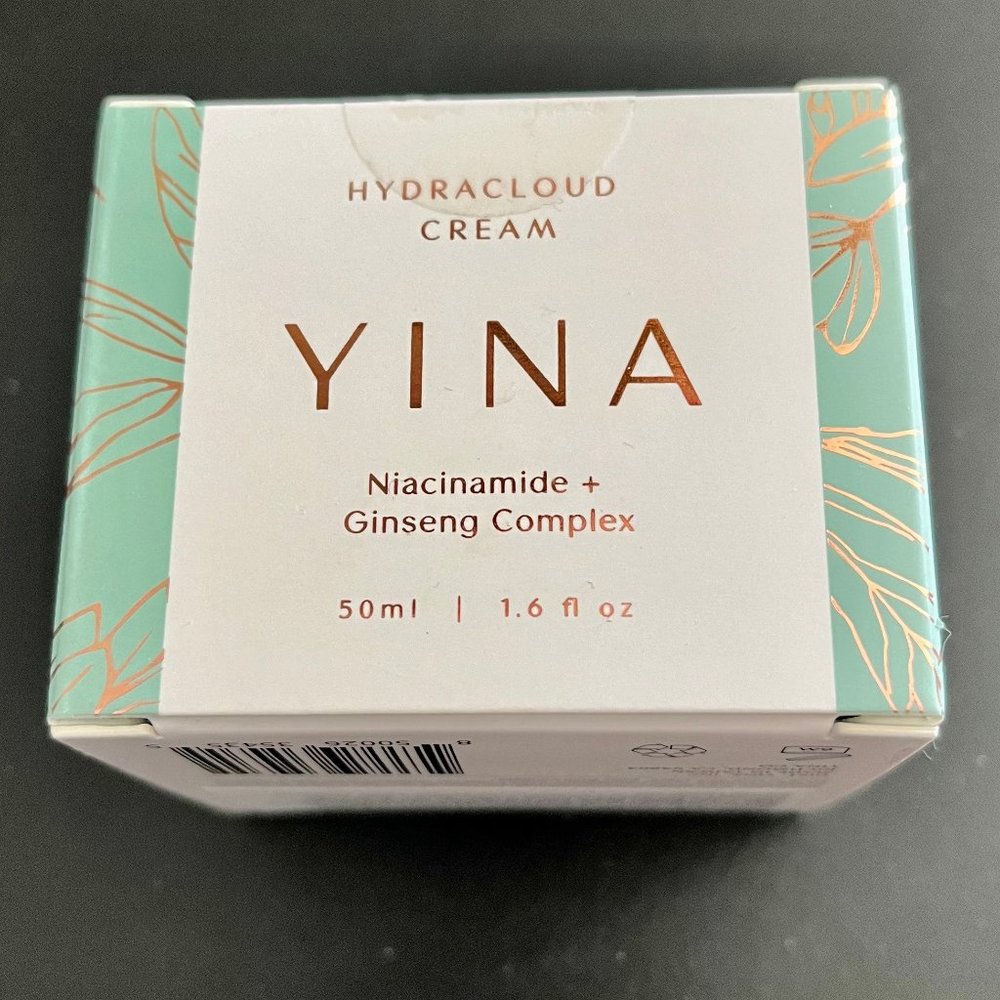 HYDRACLOUD
CREAM
YINA
Niacinamide +
Ginseng Complex
50ml | 1.6 fl oz